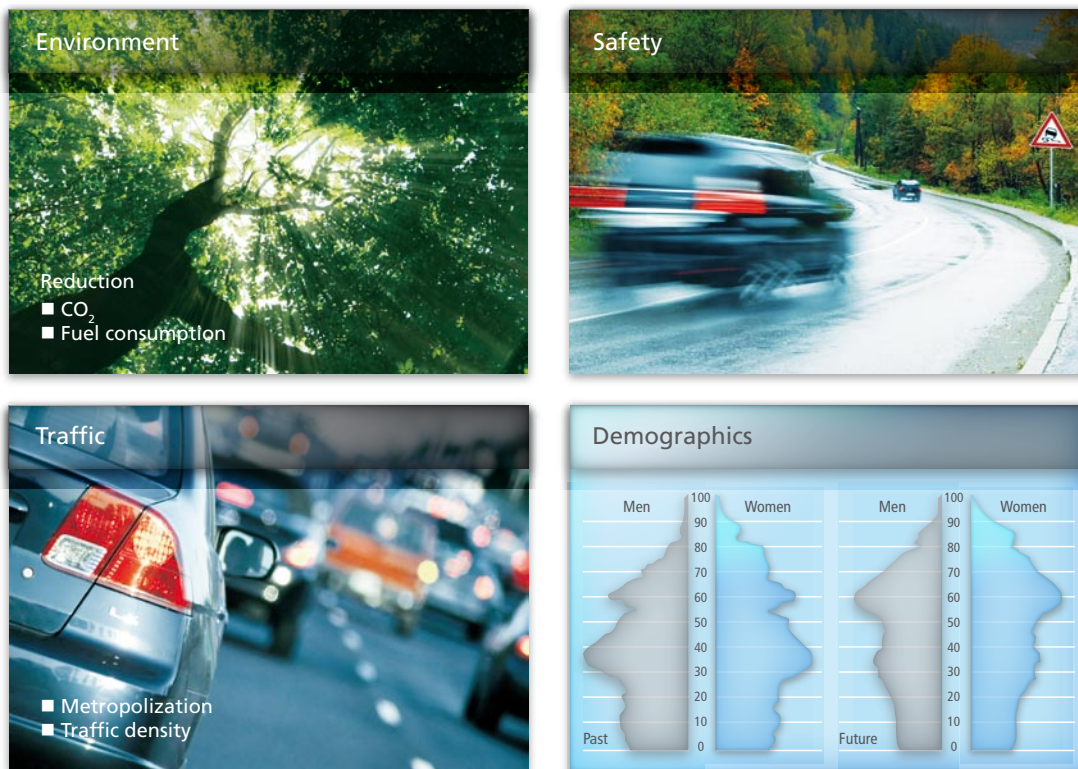 Environment
Reduction
■ CO₂
■ Fuel consumption
Safety
Traffic
■ Metropolization
■ Traffic density
Demographics
Men
100
Women
90
80
70
60
50
40
30
20
10
0
Past
Men
100
Women
90
80
70
60
50
40
30
20
10
0
Future